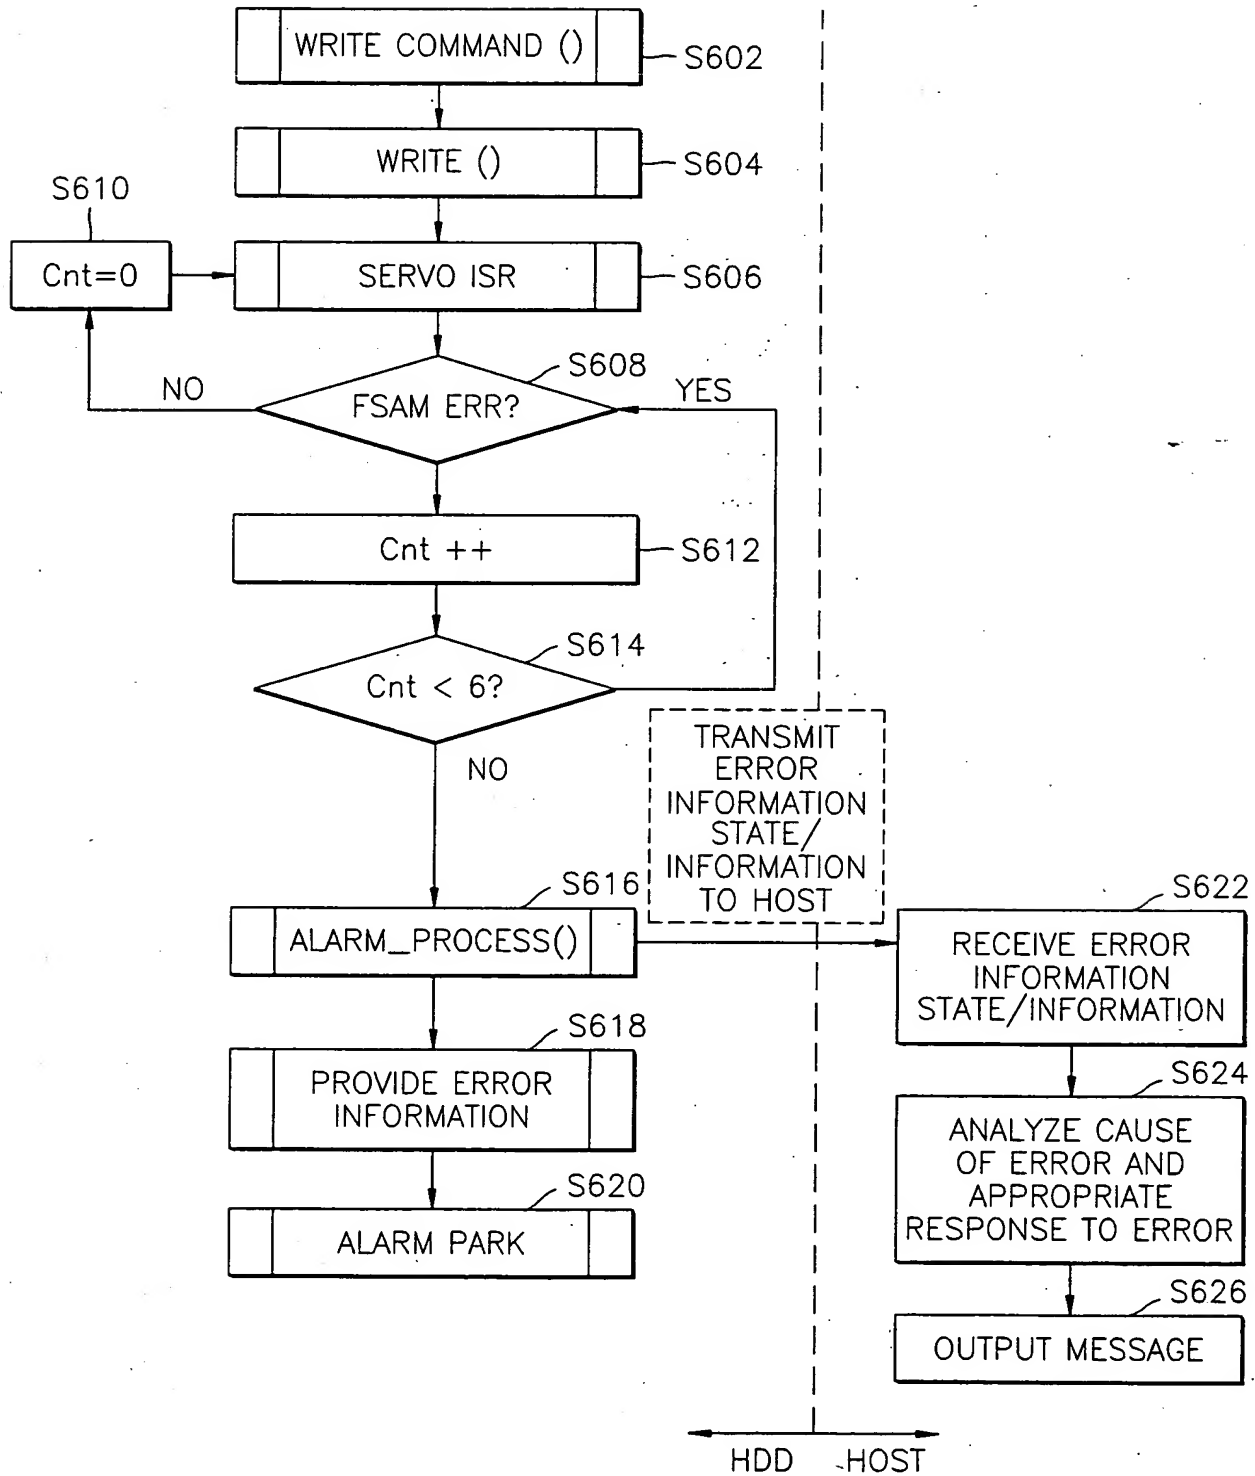 WRITE COMMAND ()
S602
WRITE ()
S604
S610
Cnt=0
SERVO ISR
S606
S608
NO
FSAM ERR?
YES
Cnt ++
S612
S614
Cnt < 6?
NO
TRANSMIT
ERROR
INFORMATION
STATE/
INFORMATION
TO HOST
S616
ALARM_PROCESS()
S622
RECEIVE ERROR
INFORMATION
STATE/INFORMATION
S618
PROVIDE ERROR
INFORMATION
S624
ANALYZE CAUSE
OF ERROR AND
APPROPRIATE
RESPONSE TO ERROR
S620
ALARM PARK
S626
OUTPUT MESSAGE
HDD
HOST